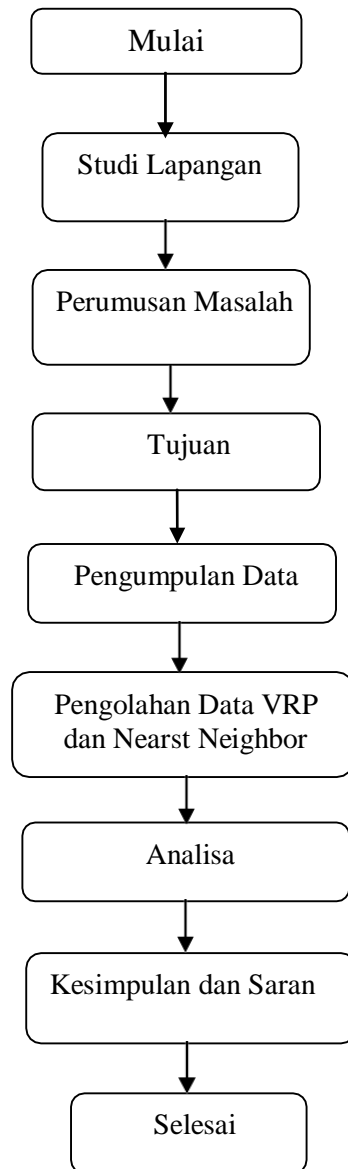 Mulai
Studi Lapangan
Perumusan Masalah
Tujuan
Pengumpulan Data
Pengolahan Data VRP
dan Nearst Neighbor
Analisa
Kesimpulan dan Saran
Selesai